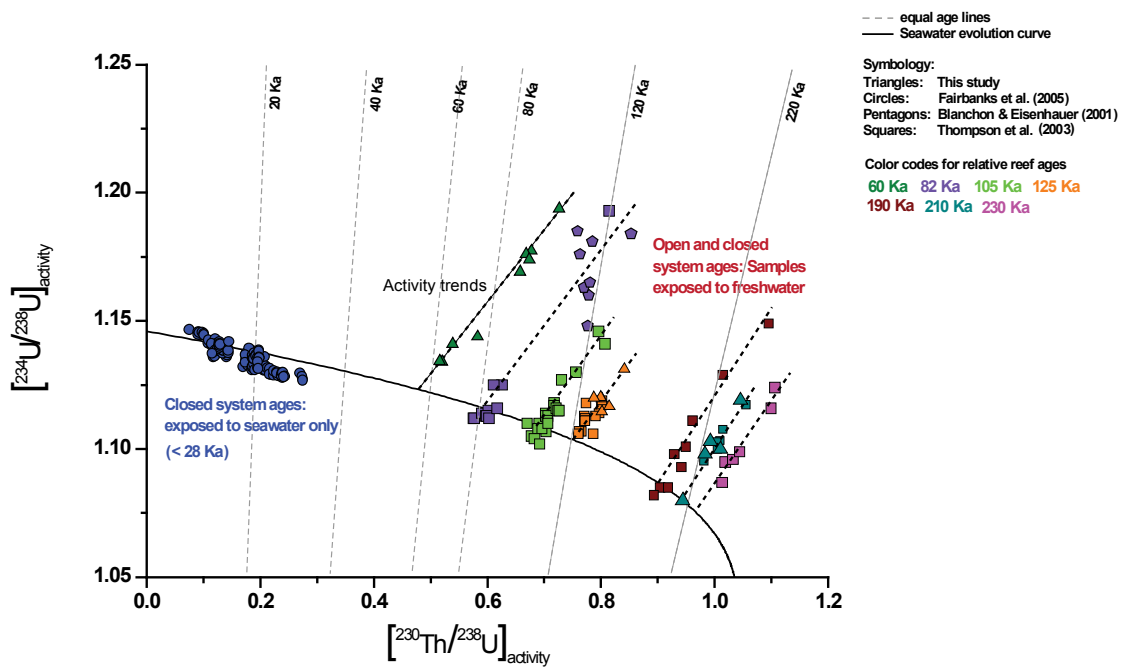 equal age lines
Seawater evolution curve
Symbology:
Triangles: This study
Circles: Fairbanks et al. (2005)
Pentagons: Blanchon & Eisenhauer (2001)
Squares: Thompson et al. (2003)
Color codes for relative reef ages
60 Ka 82 Ka 105 Ka 125 Ka
190 Ka 210 Ka 230 Ka
1.25
1.20
1.15
1.10
1.05
[²³⁴U/²³⁸U]activity
20 Ka
40 Ka
60 Ka
80 Ka
120 Ka
220 Ka
Activity trends
Open and closed
system ages: Samples
exposed to freshwater
Closed system ages:
exposed to seawater only
(< 28 Ka)
0.0 0.2 0.4 0.6 0.8 1.0 1.2
[²³⁰Th/²³⁸U]activity